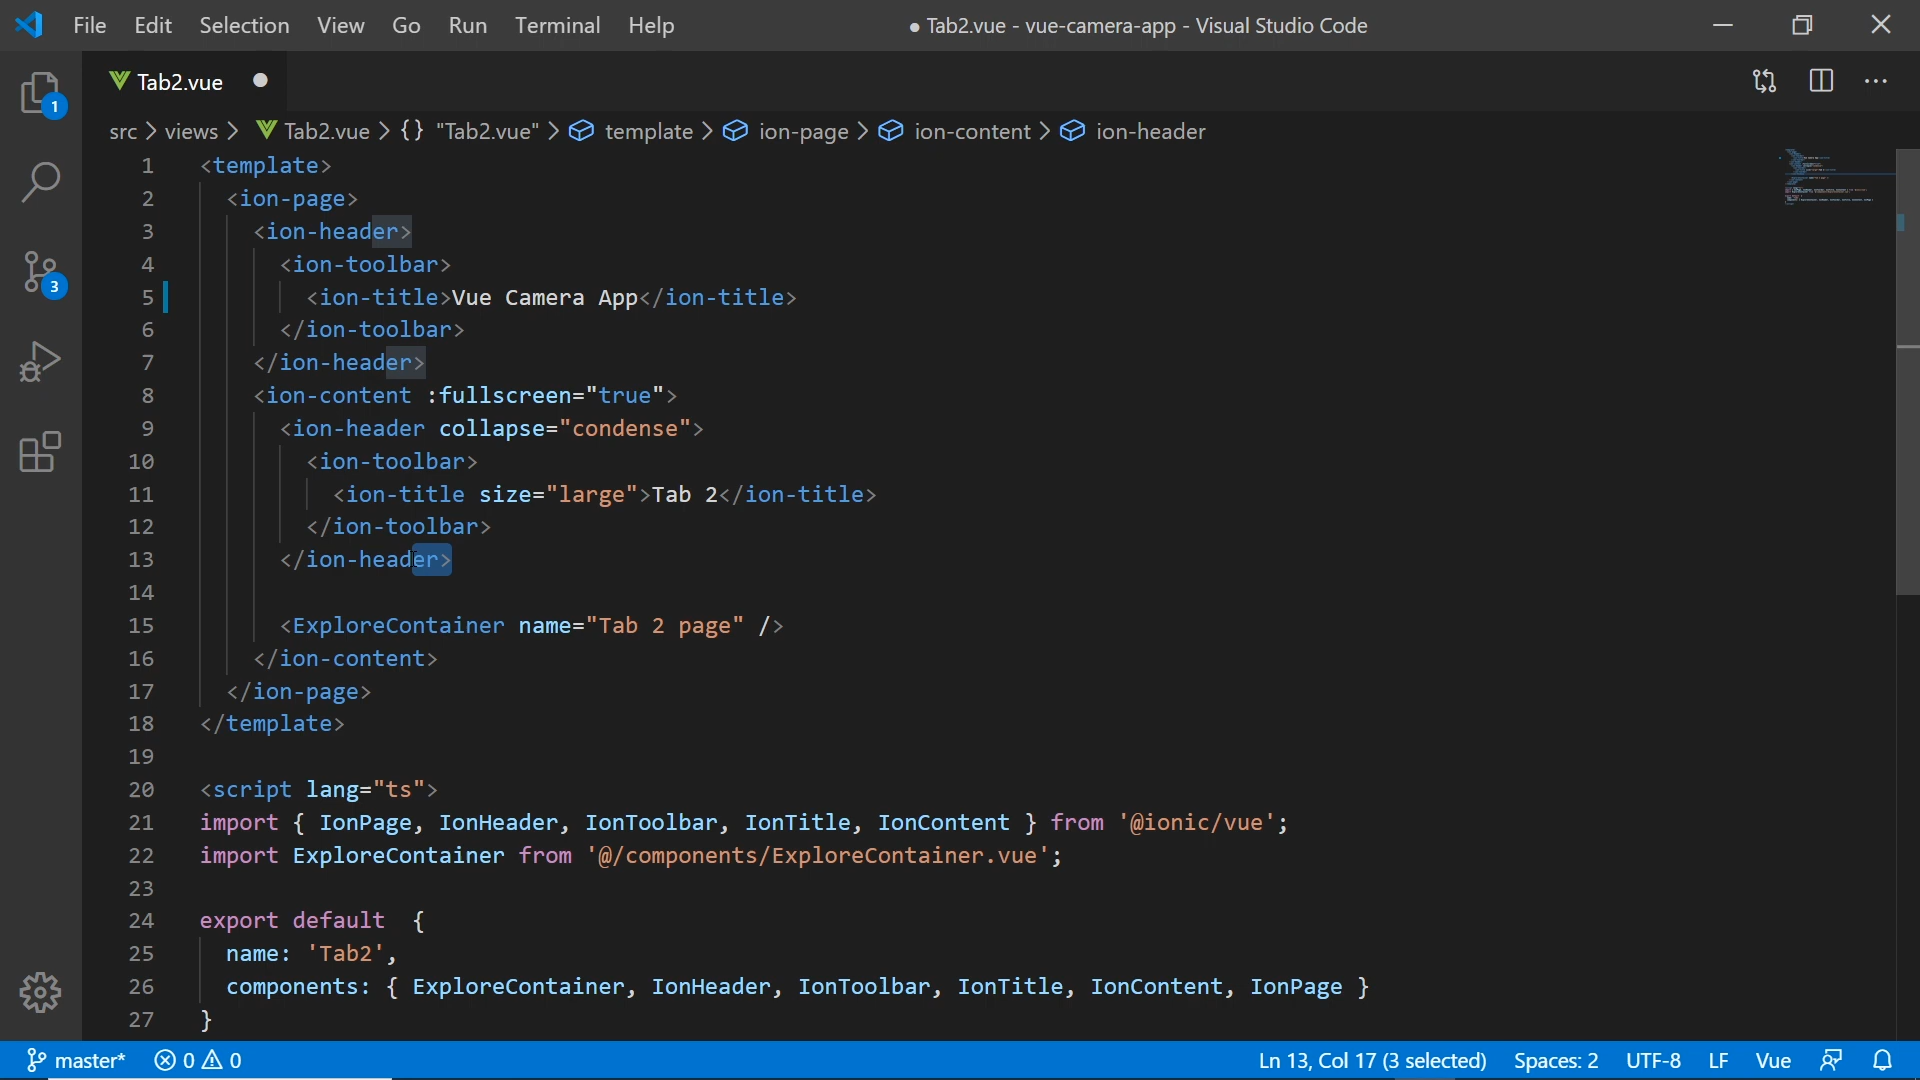 File Edit Selection View Go Run Terminal Help
● Tab2.vue - vue-camera-app - Visual Studio Code
Tab2.vue
1
3
src > views > Tab2.vue > {} "Tab2.vue" > template > ion-page > ion-content > ion-header
1 <template>
2 <ion-page>
3 <ion-header>
4 <ion-toolbar>
5 <ion-title>Vue Camera App</ion-title>
6 </ion-toolbar>
7 </ion-header>
8 <ion-content :fullscreen="true">
9 <ion-header collapse="condense">
10 <ion-toolbar>
11 <ion-title size="large">Tab 2</ion-title>
12 </ion-toolbar>
13 </ion-header>
14
15 <ExploreContainer name="Tab 2 page" />
16 </ion-content>
17 </ion-page>
18 </template>
19
20 <script lang="ts">
21 import { IonPage, IonHeader, IonToolbar, IonTitle, IonContent } from '@ionic/vue';
22 import ExploreContainer from '@/components/ExploreContainer.vue';
23
24 export default  {
25 name: 'Tab2',
26 components: { ExploreContainer, IonHeader, IonToolbar, IonTitle, IonContent, IonPage }
27 }
master* 0 0 Ln 13, Col 17 (3 selected) Spaces: 2 UTF-8 LF Vue